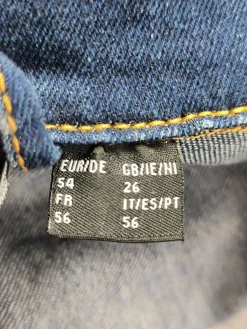 EUR/DE GB/IE/NI
54 26
FR IT/ES/PT
56 56